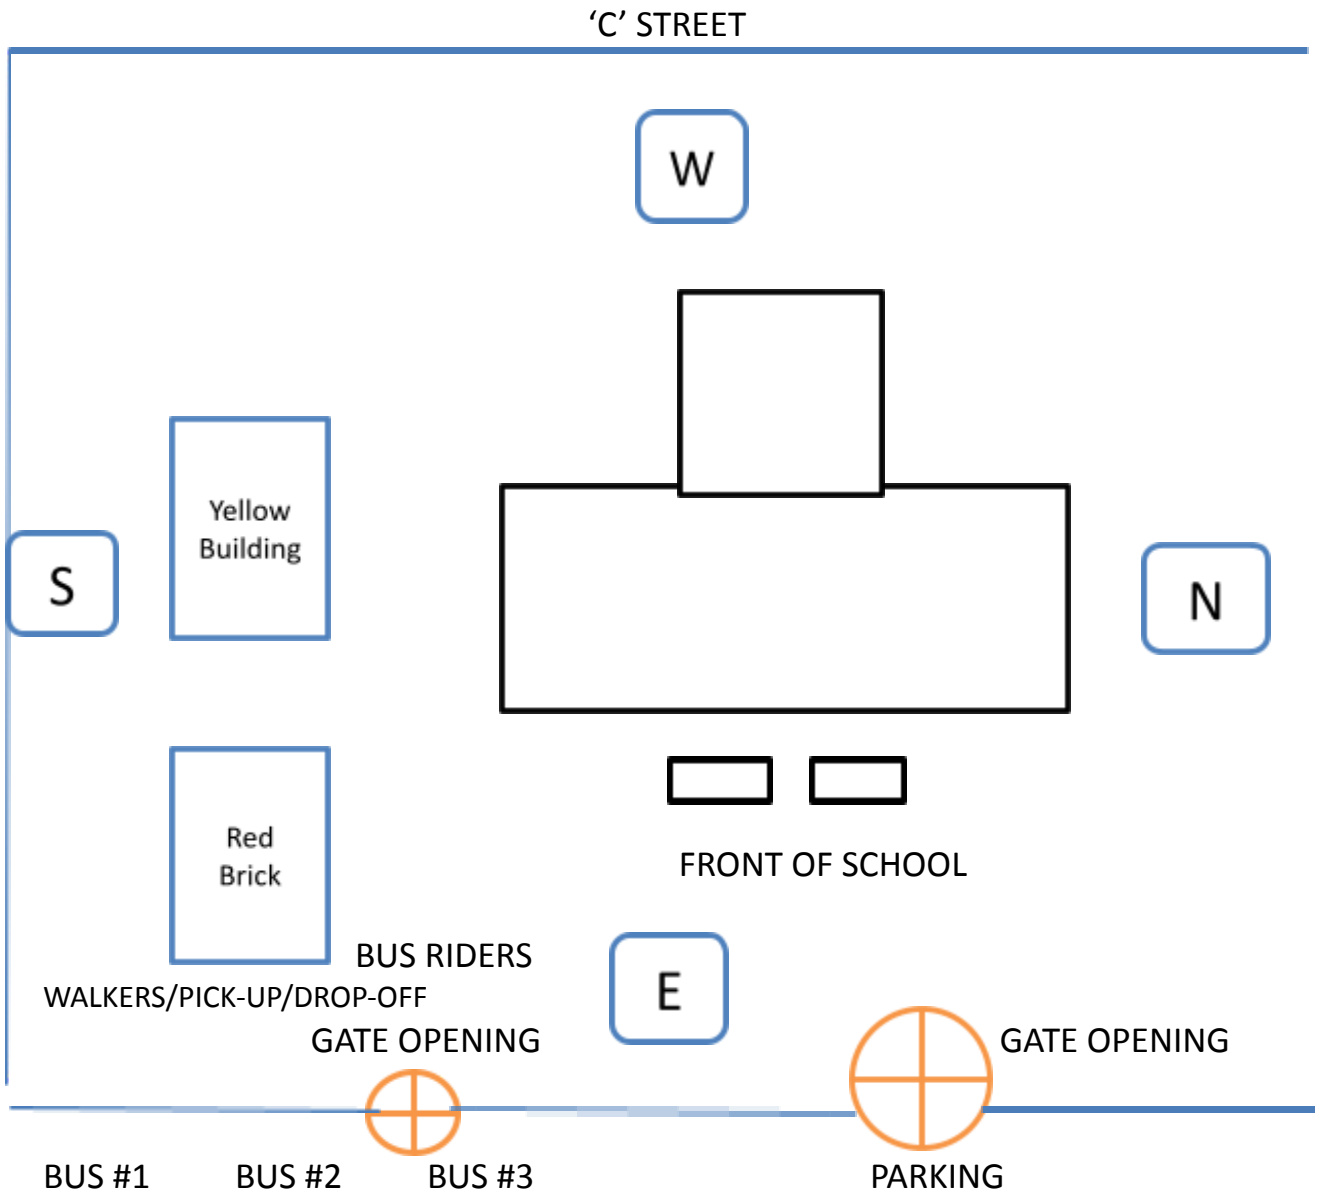 ‘C’ STREET
W
Yellow
Building
S
N
Red
Brick
FRONT OF SCHOOL
BUS RIDERS
E
WALKERS/PICK-UP/DROP-OFF
GATE OPENING
GATE OPENING
BUS #1
BUS #2
BUS #3
PARKING